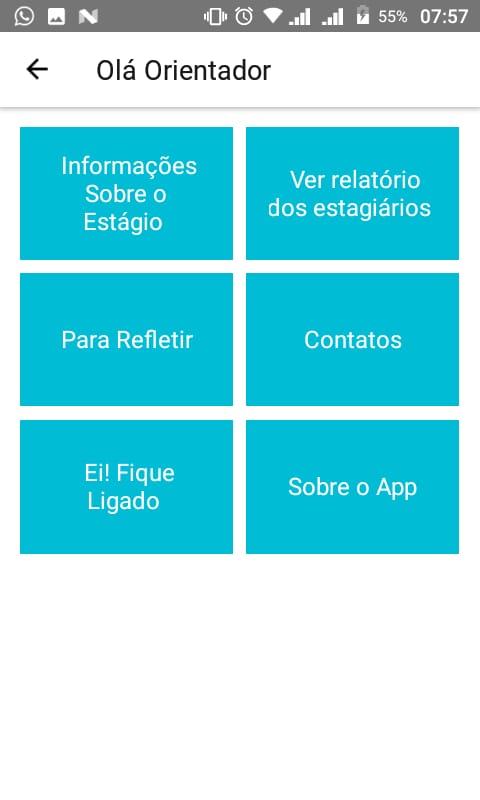 55% 07:57
Olá Orientador
Informações
Sobre o
Estágio
Ver relatório
dos estagiários
Para Refletir
Contatos
Ei! Fique
Ligado
Sobre o App